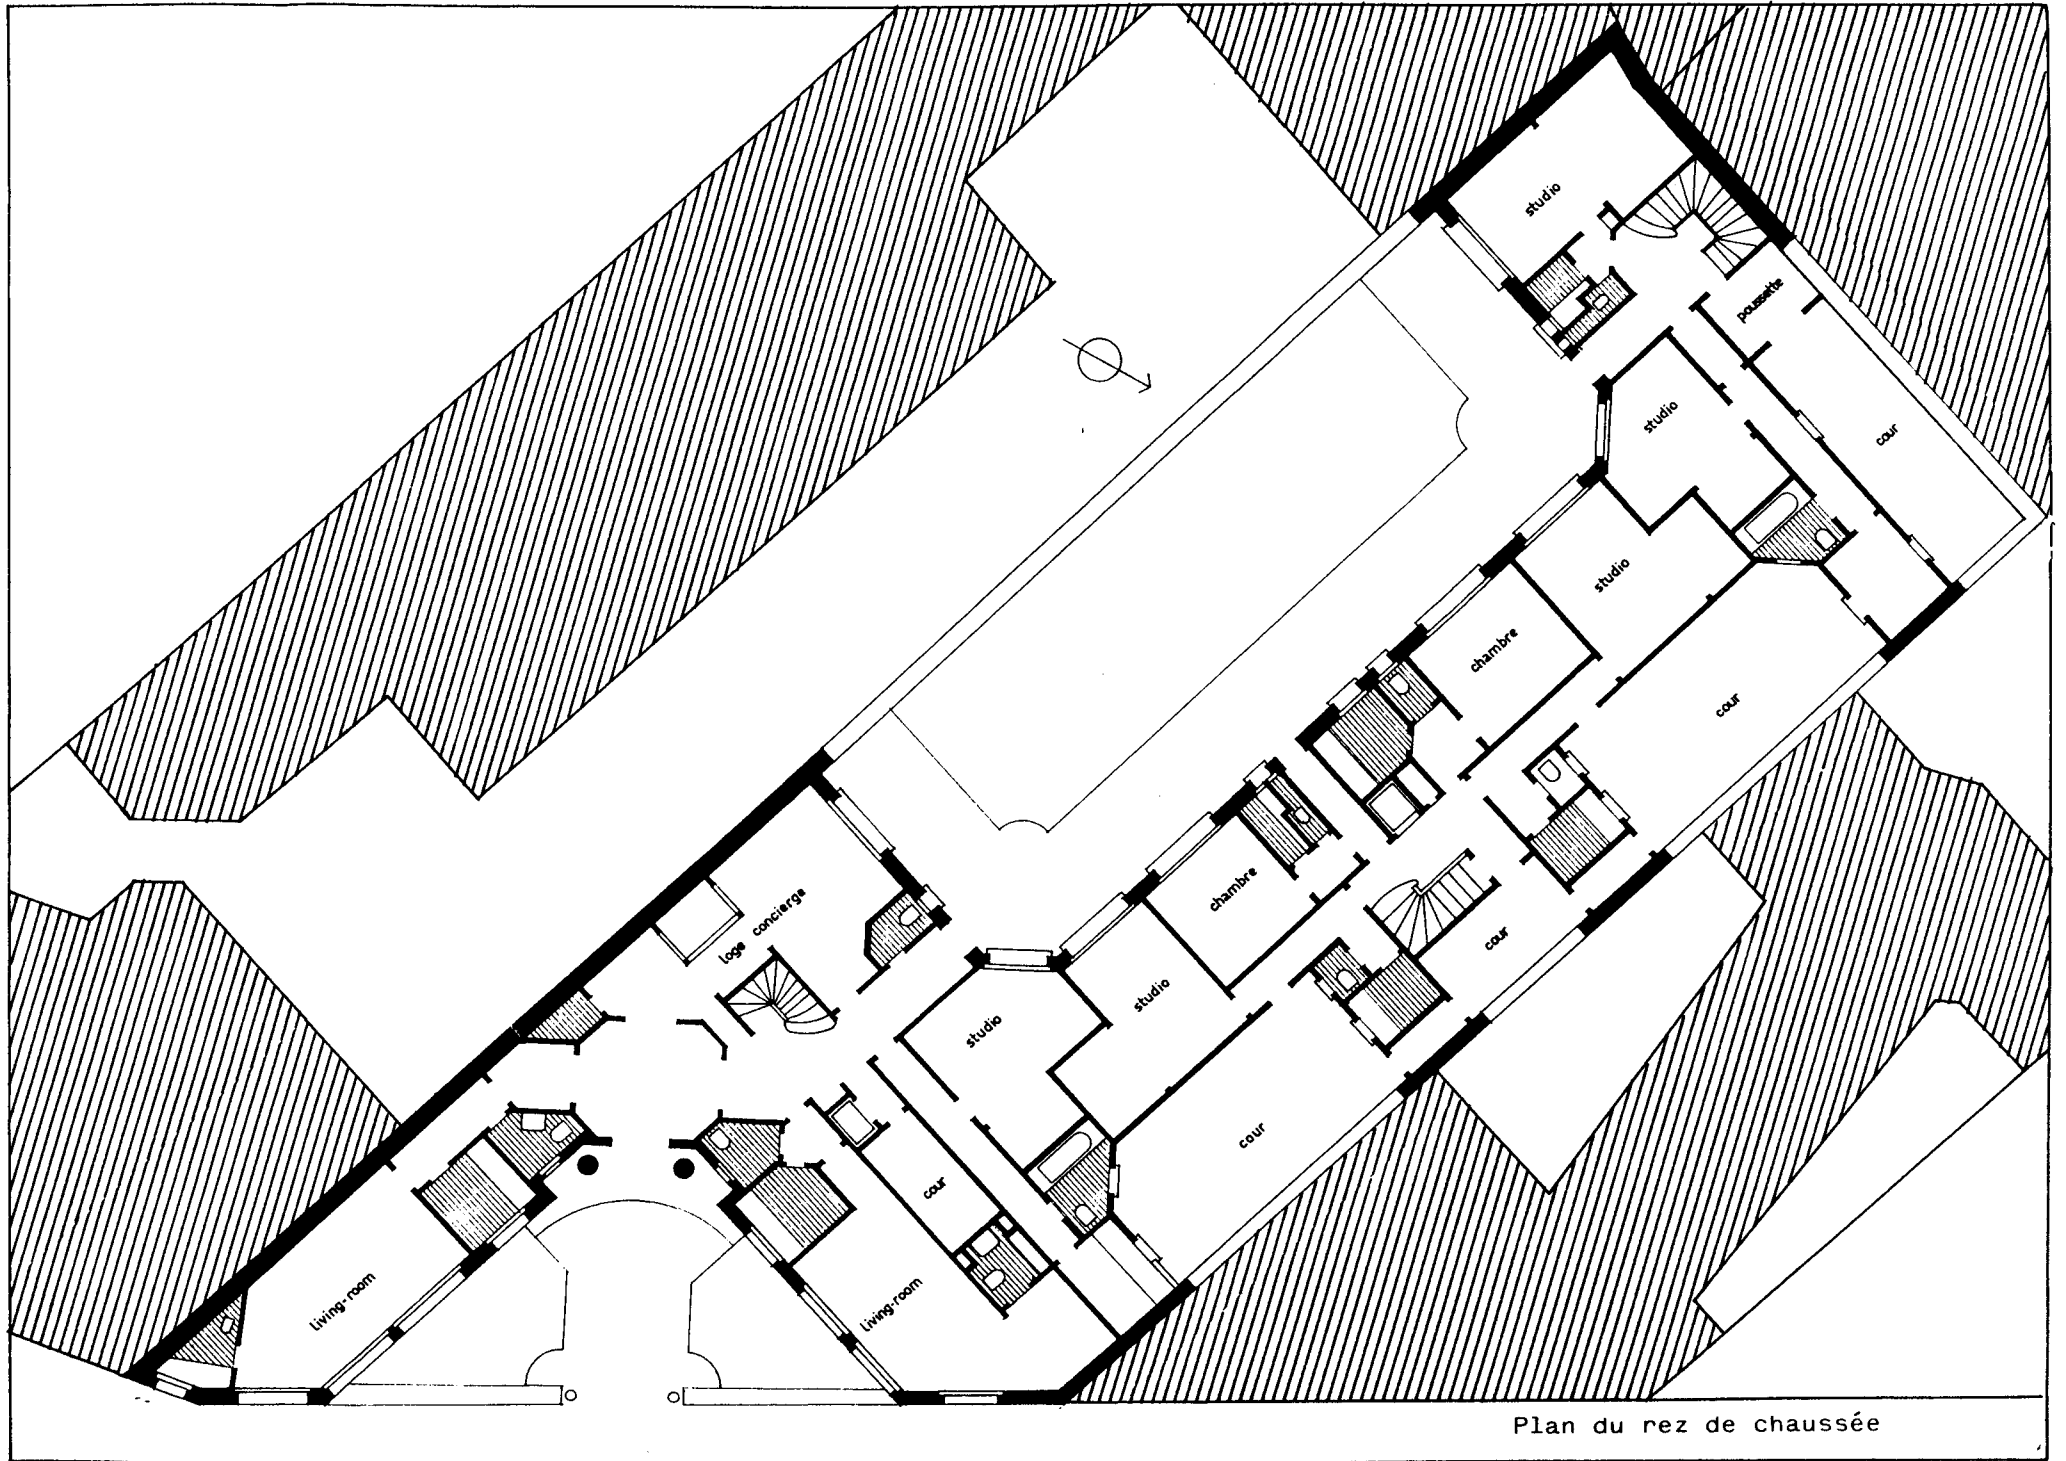 studio
poussette
studio
cour
studio
chambre
cour
chambre
loge concierge
cour
studio
studio
cour
cour
living-room
living-room
Plan du rez de chaussée